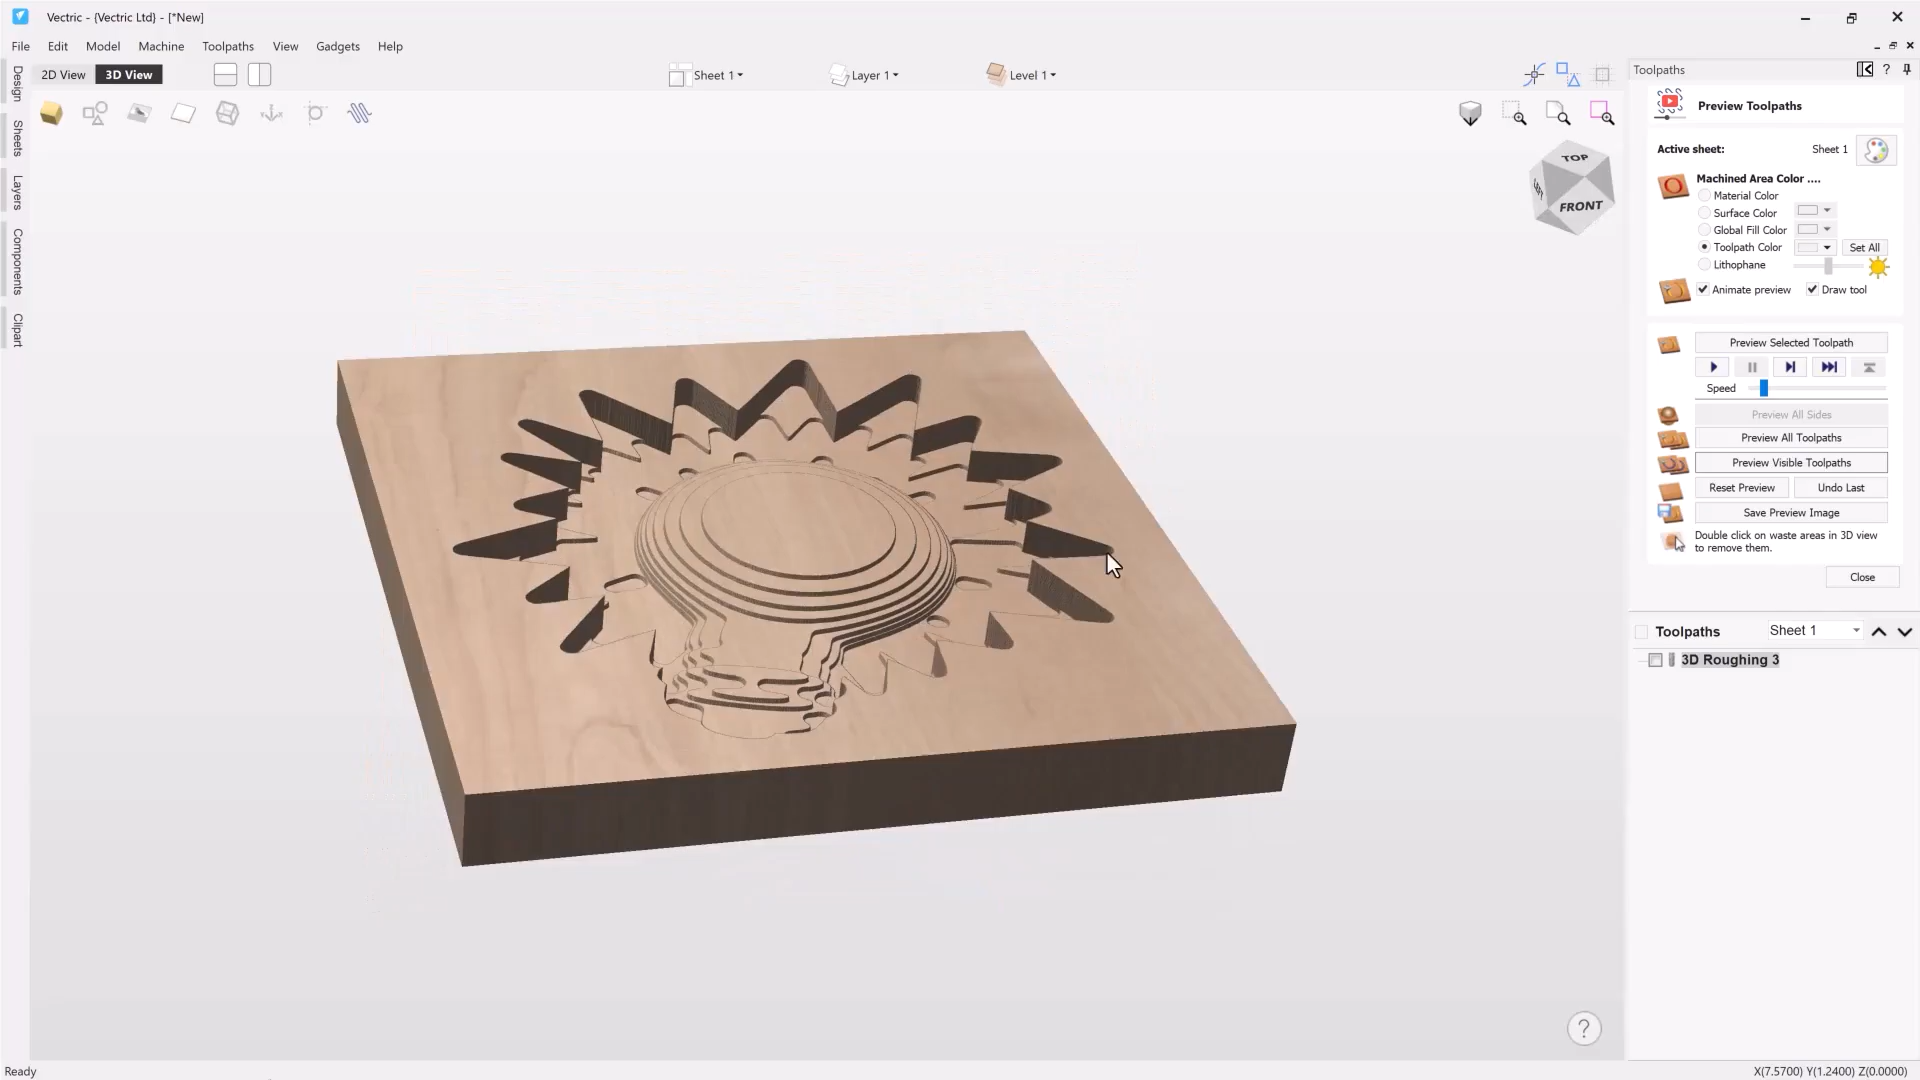 Vectric - {Vectric Ltd} - [*New]
File Edit Model Machine Toolpaths View Gadgets Help
2D View 3D View Sheet 1 Layer 1 Level 1
Design
Sheets
Layers
Components
Clipart
TOP
LEFT
FRONT
Toolpaths ?
Preview Toolpaths
Active sheet: Sheet 1
Machined Area Color ....
Material Color
Surface Color
Global Fill Color
Toolpath Color Set All
Lithophane
Animate preview Draw tool
Preview Selected Toolpath
Speed
Preview All Sides
Preview All Toolpaths
Preview Visible Toolpaths
Reset Preview Undo Last
Save Preview Image
Double click on waste areas in 3D view
to remove them.
Close
Toolpaths Sheet 1
3D Roughing 3
?
Ready X(7.5700) Y(1.2400) Z(0.0000)